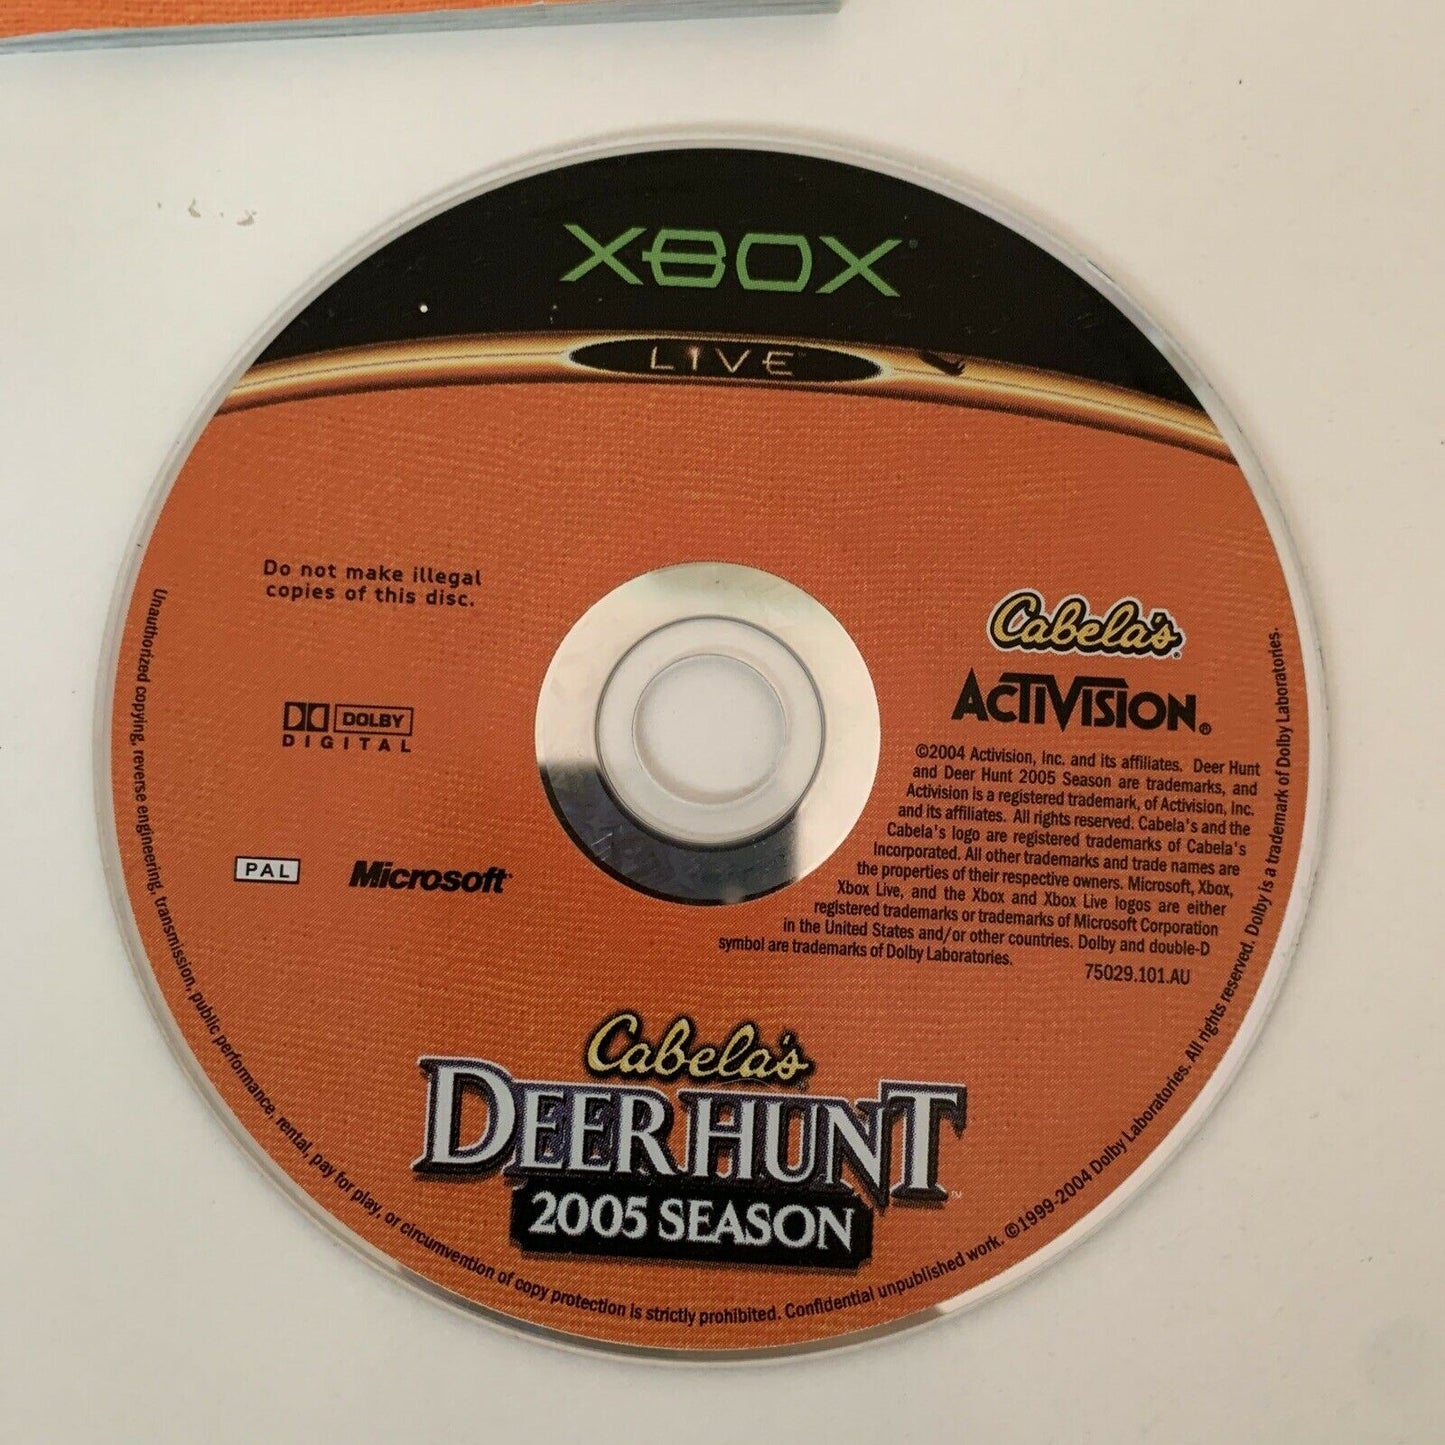 XBOX
LIVE™
Do not make illegal
copies of this disc.
DOLBY
DIGITAL
PAL
Microsoft
Cabela's®
ACTIVISION®
©2004 Activision, Inc. and its affiliates. Deer Hunt
and Deer Hunt 2005 Season are trademarks, and
Activision is a registered trademark, of Activision, Inc.
and its affiliates. All rights reserved. Cabela's and the
Cabela's logo are registered trademarks of Cabela's
Incorporated. All other trademarks and trade names are
the properties of their respective owners. Microsoft, Xbox,
Xbox Live, and the Xbox and Xbox Live logos are either
registered trademarks or trademarks of Microsoft Corporation
in the United States and/or other countries. Dolby and double-D
symbol are trademarks of Dolby Laboratories.
75029.101.AU
Cabela's
DEER HUNT™
2005 SEASON
Unauthorized copying, reverse engineering, transmission, public performance, rental, pay for play, or circumvention of copy protection is strictly prohibited. Confidential unpublished work. ©1999-2004 Dolby Laboratories. All rights reserved. Dolby is a trademark of Dolby Laboratories.